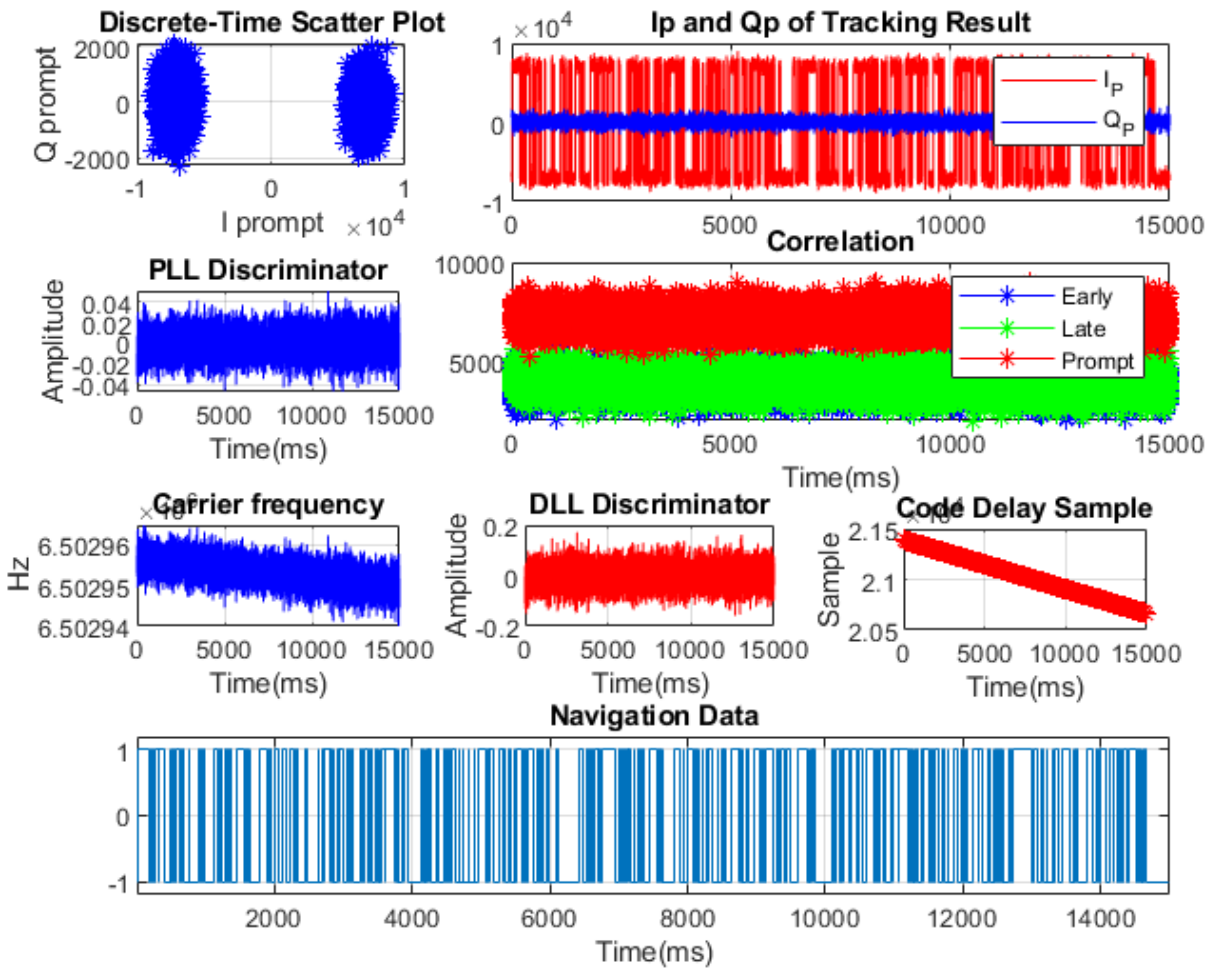 Discrete-Time Scatter Plot
2000
0
-2000
Q prompt
-1 0 1
I prompt ×10⁴
Ip and Qp of Tracking Result
×10⁴
1
0
-1
I_P
Q_P
0 5000 10000 15000
PLL Discriminator
0.04
0.02
0
-0.02
-0.04
Amplitude
0 5000 10000 15000
Time(ms)
Correlation
10000
5000
0
Early
Late
Prompt
0 5000 10000 15000
Time(ms)
Carrier frequency
6.50296
6.50295
6.50294
Hz
0 5000 10000 15000
Time(ms)
DLL Discriminator
0.2
0
-0.2
Amplitude
0 5000 10000 15000
Time(ms)
Code Delay Sample
2.15
2.1
2.05
Sample
0 5000 10000 15000
Time(ms)
Navigation Data
1
0
-1
2000 4000 6000 8000 10000 12000 14000
Time(ms)